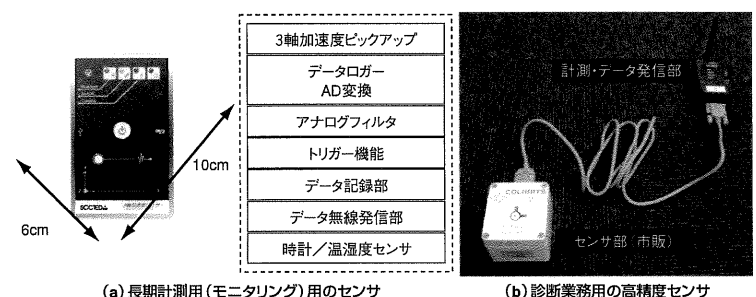 3軸加速度ピックアップ
データロガー
AD変換
アナログフィルタ
トリガー機能
データ記録部
データ無線発信部
時計／温湿度センサ
10cm
6cm
計測・データ発信部
センサ部(市販)
(a) 長期計測用(モニタリング)用のセンサ
(b) 診断業務用の高精度センサ